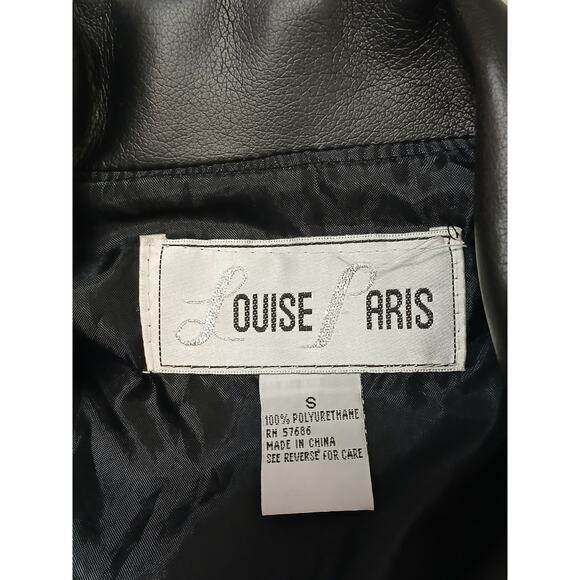 LOUISE PARIS
S
100% POLYURETHANE
RN 57686
MADE IN CHINA
SEE REVERSE FOR CARE